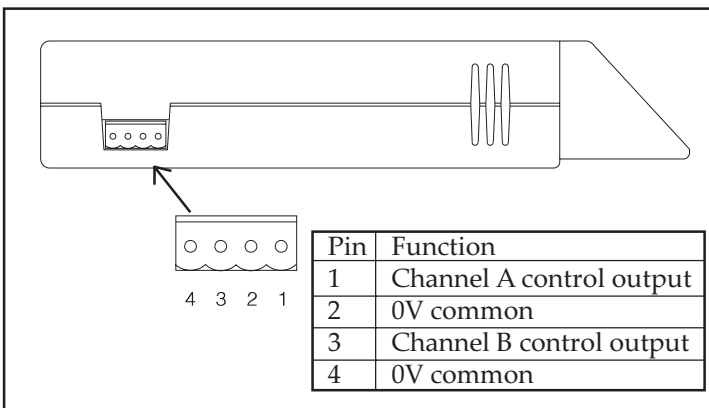 4 3 2 1
Pin Function
1 Channel A control output
2 0V common
3 Channel B control output
4 0V common